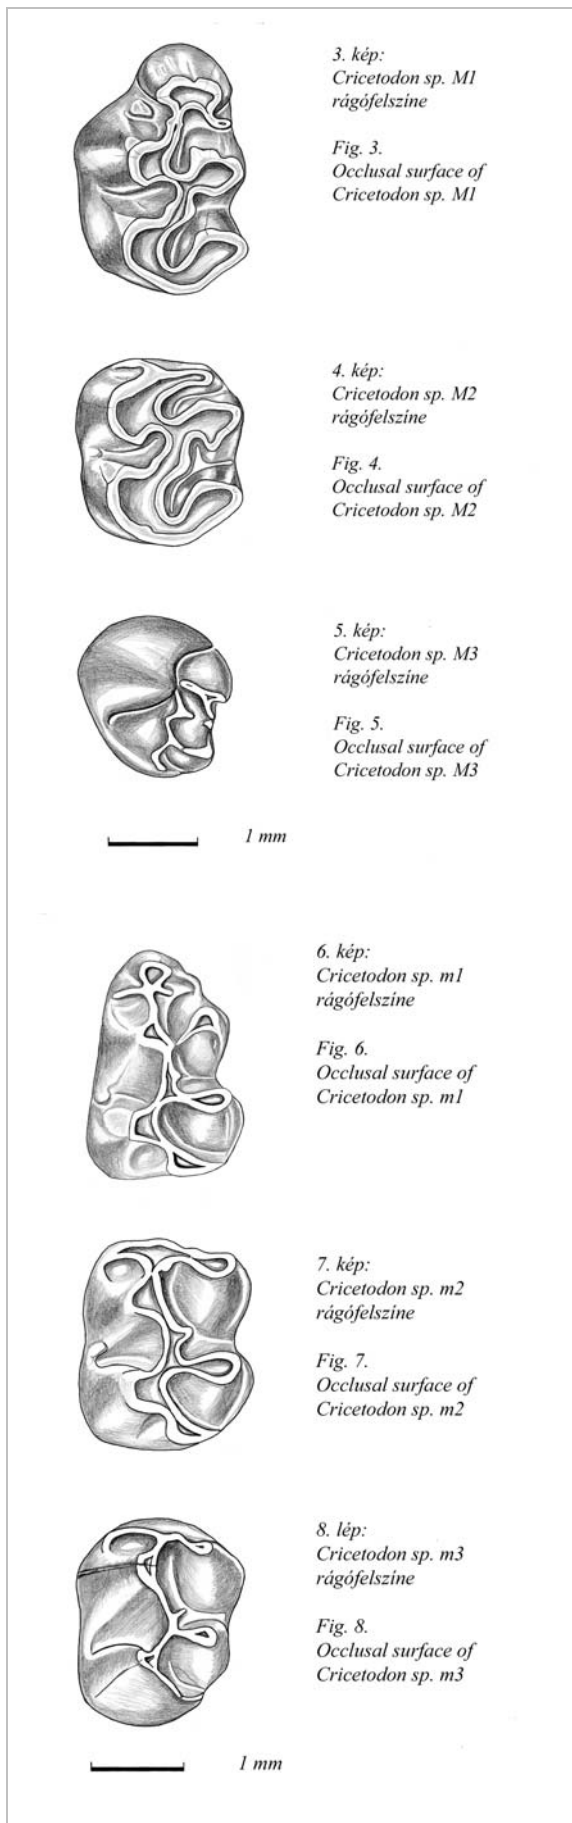 3. kép:
Cricetodon sp. M1
rágófelszíne
Fig. 3.
Occlusal surface of
Cricetodon sp. M1
4. kép:
Cricetodon sp. M2
rágófelszíne
Fig. 4.
Occlusal surface of
Cricetodon sp. M2
5. kép:
Cricetodon sp. M3
rágófelszíne
Fig. 5.
Occlusal surface of
Cricetodon sp. M3
1 mm
6. kép:
Cricetodon sp. m1
rágófelszíne
Fig. 6.
Occlusal surface of
Cricetodon sp. m1
7. kép:
Cricetodon sp. m2
rágófelszíne
Fig. 7.
Occlusal surface of
Cricetodon sp. m2
8. lép:
Cricetodon sp. m3
rágófelszíne
Fig. 8.
Occlusal surface of
Cricetodon sp. m3
1 mm